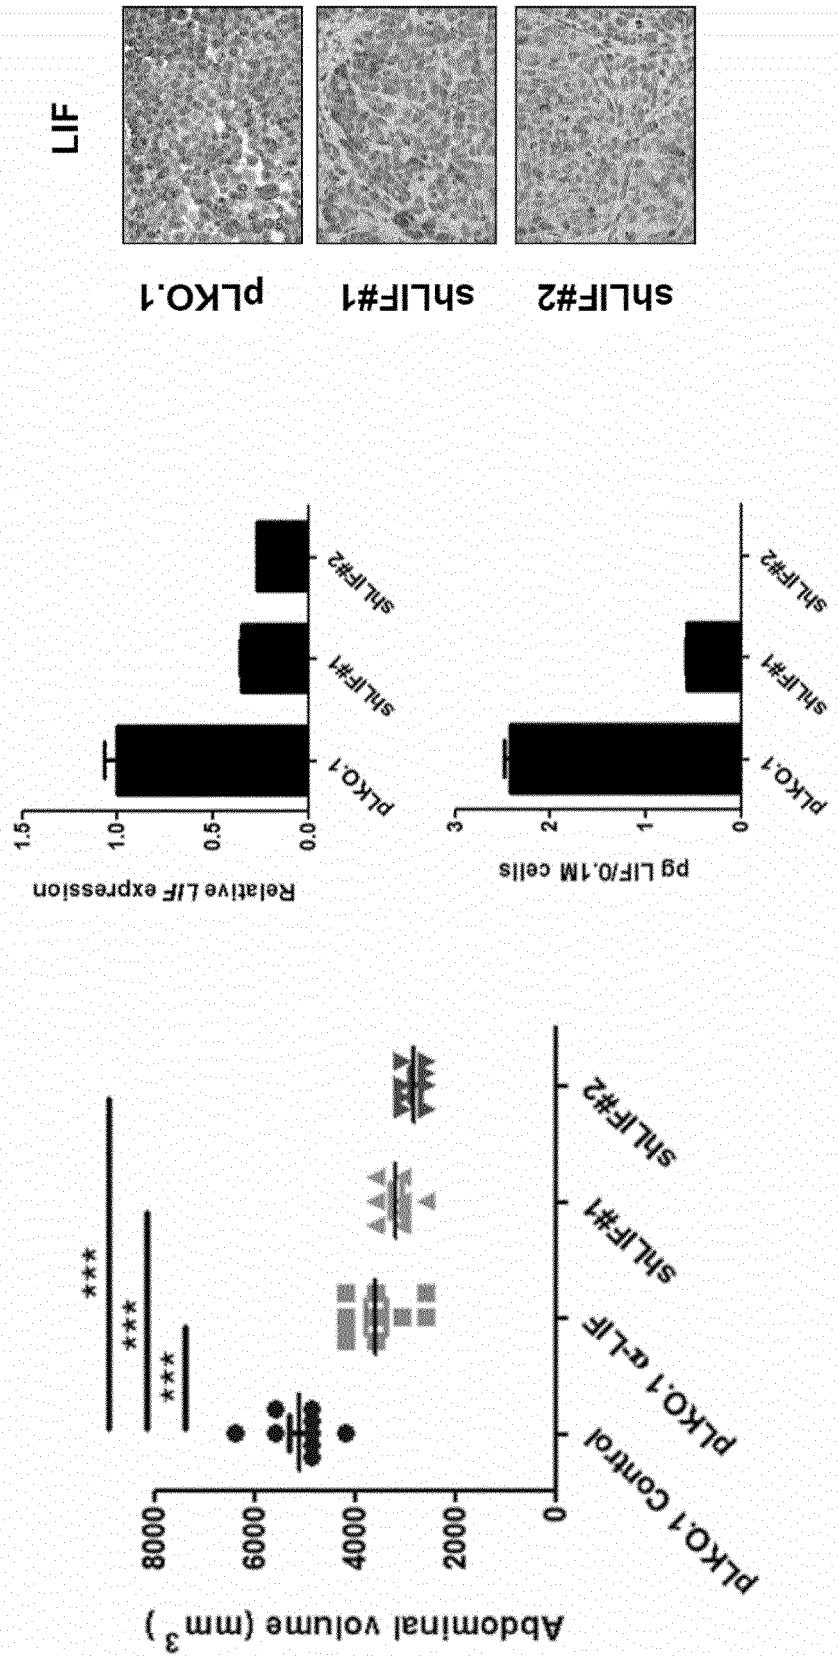 Abdominal volume (mm3)
8000
6000
4000
2000
0
***
***
***
pLKO.1 Control
pLKO.1 α-LIF
shLIF#1
shLIF#2
Relative LIF expression
1.5
1.0
0.5
0.0
pLKO.1
shLIF#1
shLIF#2
pg LIF/0.1M cells
3
2
1
0
pLKO.1
shLIF#1
shLIF#2
LIF
pLKO.1
shLIF#1
shLIF#2